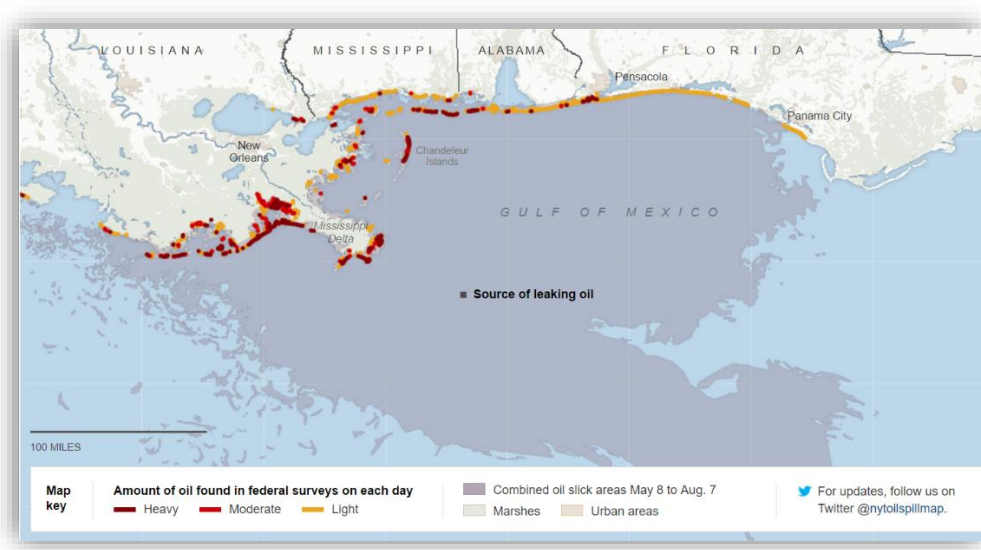 LOUISIANA
MISSISSIPPI
ALABAMA
FLORIDA
Pensacola
Panama City
New
Orleans
Chandeleur
Islands
GULF OF MEXICO
Mississippi
Delta
Source of leaking oil
100 MILES
Map
key
Amount of oil found in federal surveys on each day
Heavy
Moderate
Light
Combined oil slick areas May 8 to Aug. 7
Marshes
Urban areas
For updates, follow us on
Twitter @nytoilspillmap.